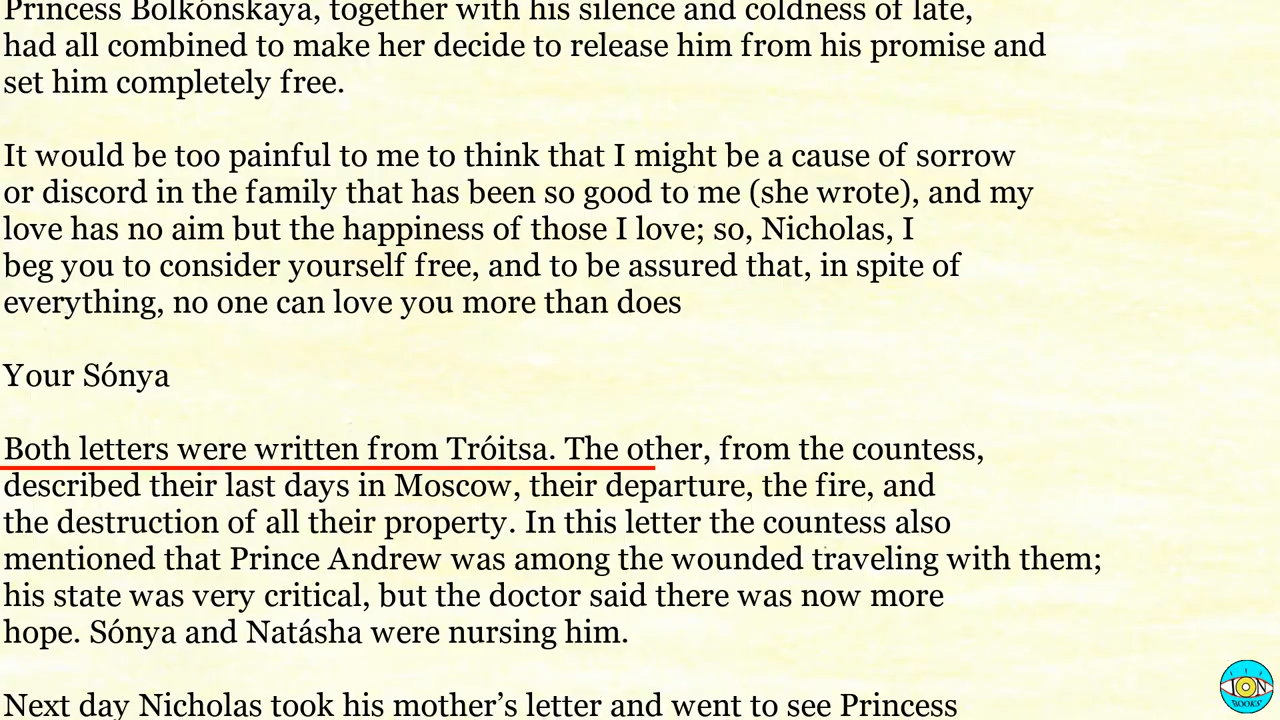 Princess Bolkónskaya, together with his silence and coldness of late,
had all combined to make her decide to release him from his promise and
set him completely free.
It would be too painful to me to think that I might be a cause of sorrow
or discord in the family that has been so good to me (she wrote), and my
love has no aim but the happiness of those I love; so, Nicholas, I
beg you to consider yourself free, and to be assured that, in spite of
everything, no one can love you more than does
Your Sónya
Both letters were written from Tróitsa. The other, from the countess,
described their last days in Moscow, their departure, the fire, and
the destruction of all their property. In this letter the countess also
mentioned that Prince Andrew was among the wounded traveling with them;
his state was very critical, but the doctor said there was now more
hope. Sónya and Natásha were nursing him.
Next day Nicholas took his mother’s letter and went to see Princess
ION
BOOKS